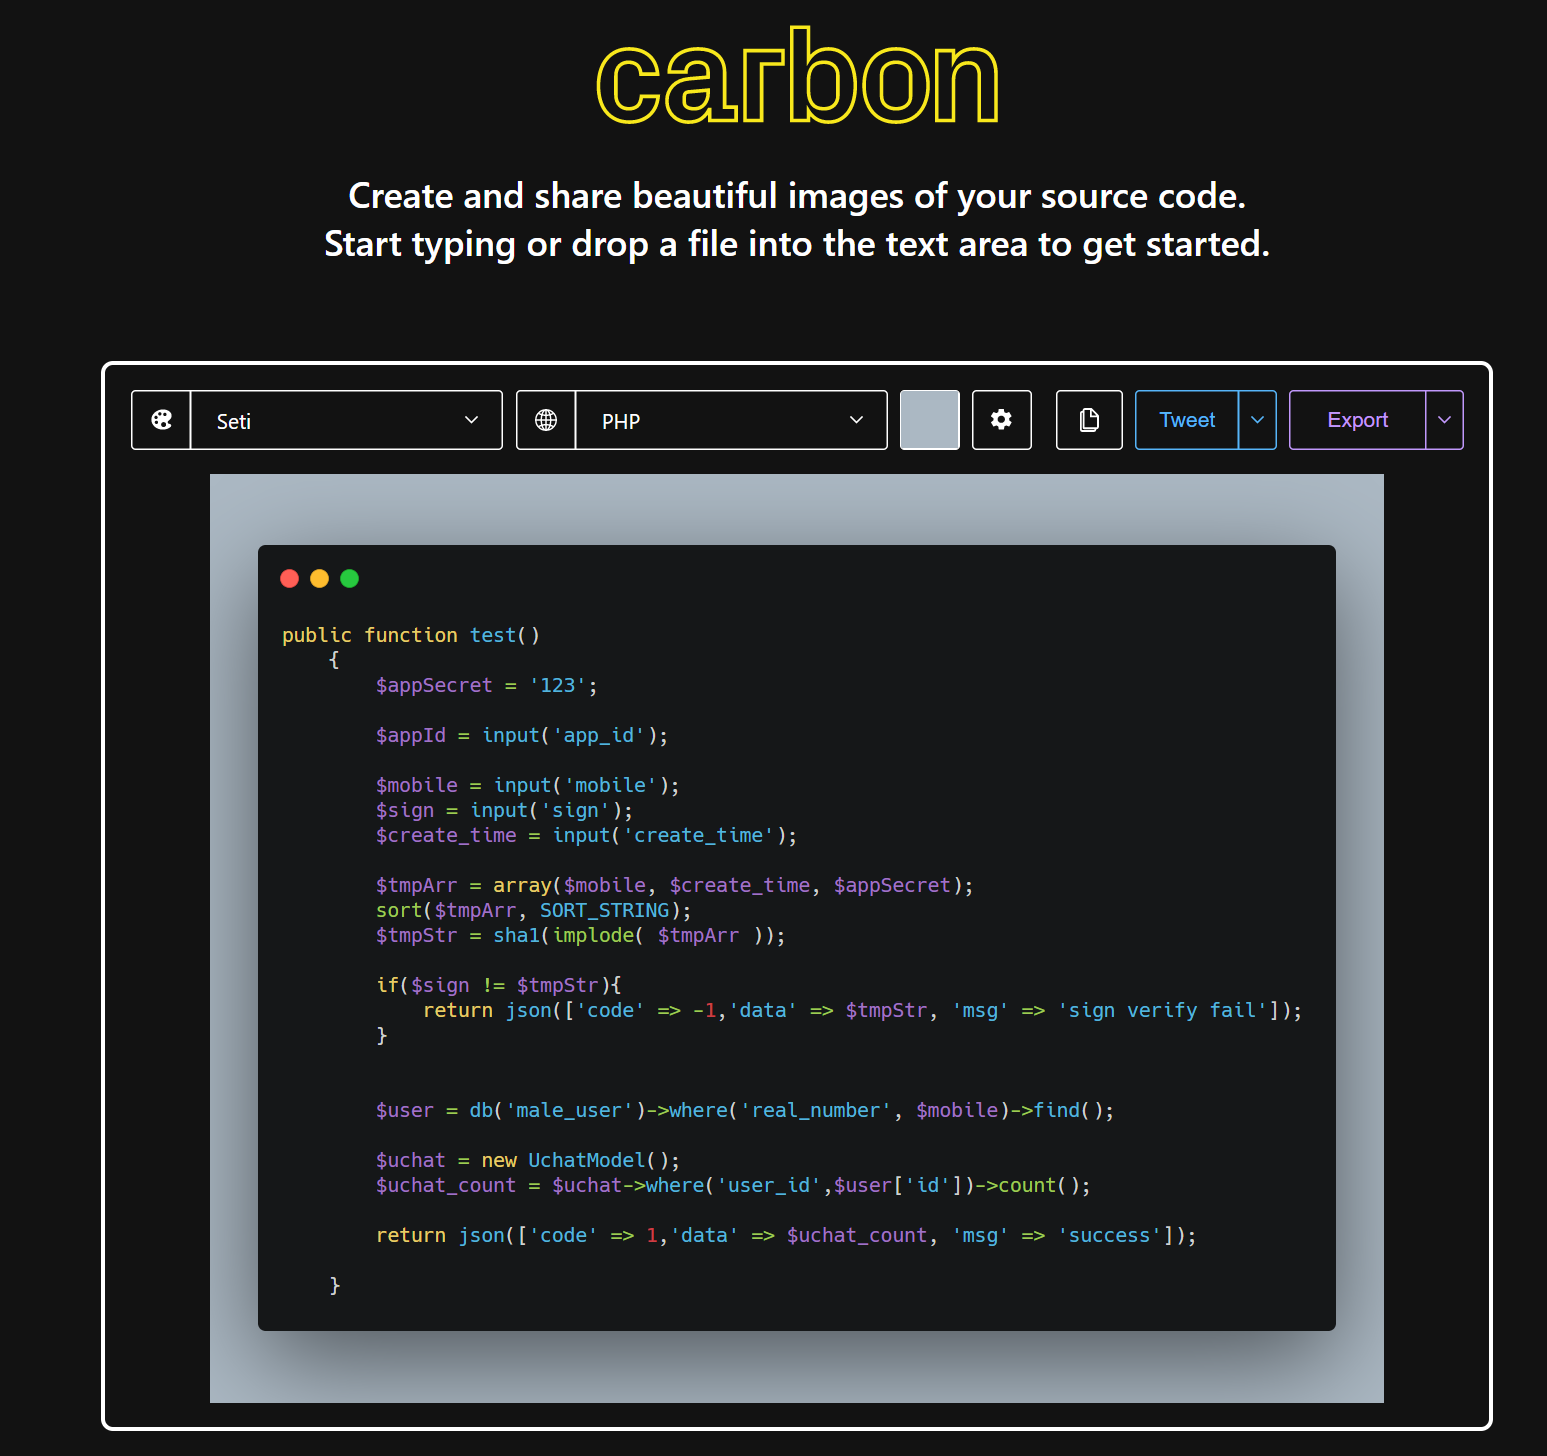 carbon
Create and share beautiful images of your source code.
Start typing or drop a file into the text area to get started.
Seti PHP Tweet Export
public function test()
    {
        $appSecret = '123';
        $appId = input('app_id');
        $mobile = input('mobile');
        $sign = input('sign');
        $create_time = input('create_time');
        $tmpArr = array($mobile, $create_time, $appSecret);
        sort($tmpArr, SORT_STRING);
        $tmpStr = sha1(implode( $tmpArr ));
        if($sign != $tmpStr){
            return json(['code' => -1,'data' => $tmpStr, 'msg' => 'sign verify fail']);
        }
        $user = db('male_user')->where('real_number', $mobile)->find();
        $uchat = new UchatModel();
        $uchat_count = $uchat->where('user_id',$user['id'])->count();
        return json(['code' => 1,'data' => $uchat_count, 'msg' => 'success']);
    }